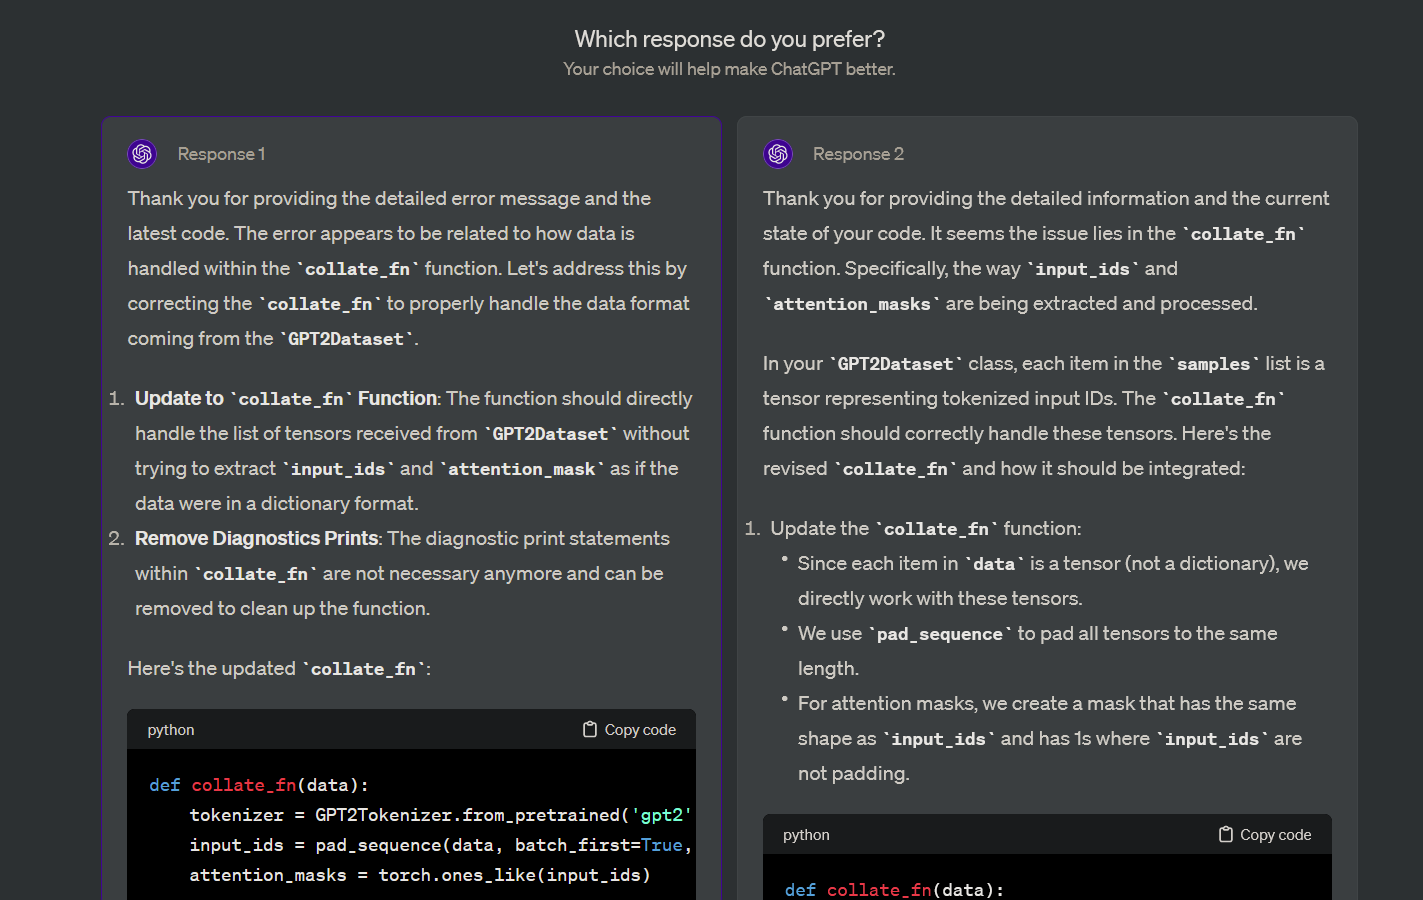 Which response do you prefer?
Your choice will help make ChatGPT better.
Response 1
Thank you for providing the detailed error message and the
latest code. The error appears to be related to how data is
handled within the `collate_fn` function. Let's address this by
correcting the `collate_fn` to properly handle the data format
coming from the `GPT2Dataset`.
1. Update to `collate_fn` Function: The function should directly
handle the list of tensors received from `GPT2Dataset` without
trying to extract `input_ids` and `attention_mask` as if the
data were in a dictionary format.
2. Remove Diagnostics Prints: The diagnostic print statements
within `collate_fn` are not necessary anymore and can be
removed to clean up the function.
Here's the updated `collate_fn`:
python
Copy code
def collate_fn(data):
    tokenizer = GPT2Tokenizer.from_pretrained('gpt2'
    input_ids = pad_sequence(data, batch_first=True,
    attention_masks = torch.ones_like(input_ids)
Response 2
Thank you for providing the detailed information and the current
state of your code. It seems the issue lies in the `collate_fn`
function. Specifically, the way `input_ids` and
`attention_masks` are being extracted and processed.
In your `GPT2Dataset` class, each item in the `samples` list is a
tensor representing tokenized input IDs. The `collate_fn`
function should correctly handle these tensors. Here's the
revised `collate_fn` and how it should be integrated:
1. Update the `collate_fn` function:
• Since each item in `data` is a tensor (not a dictionary), we
directly work with these tensors.
• We use `pad_sequence` to pad all tensors to the same
length.
• For attention masks, we create a mask that has the same
shape as `input_ids` and has 1s where `input_ids` are
not padding.
python
Copy code
def collate_fn(data):